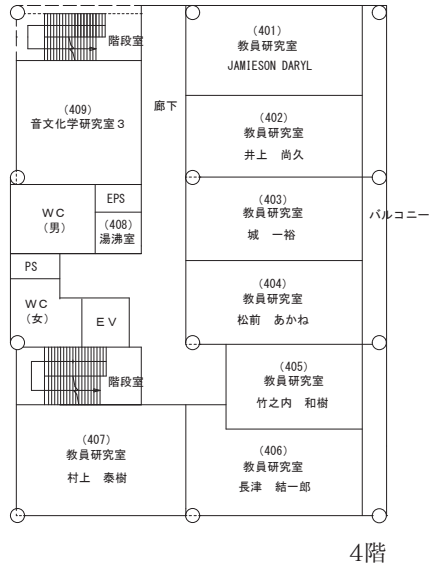 階段室
(401)
教員研究室
JAMIESON DARYL
(409)
音文化学研究室3
廊下
(402)
教員研究室
井上 尚久
EPS
WC
(男)
(408)
湯沸室
(403)
教員研究室
城 一裕
バルコニー
PS
WC
(女)
EV
(404)
教員研究室
松前 あかね
階段室
(405)
教員研究室
竹之内 和樹
(407)
教員研究室
村上 泰樹
(406)
教員研究室
長津 結一郎
4階